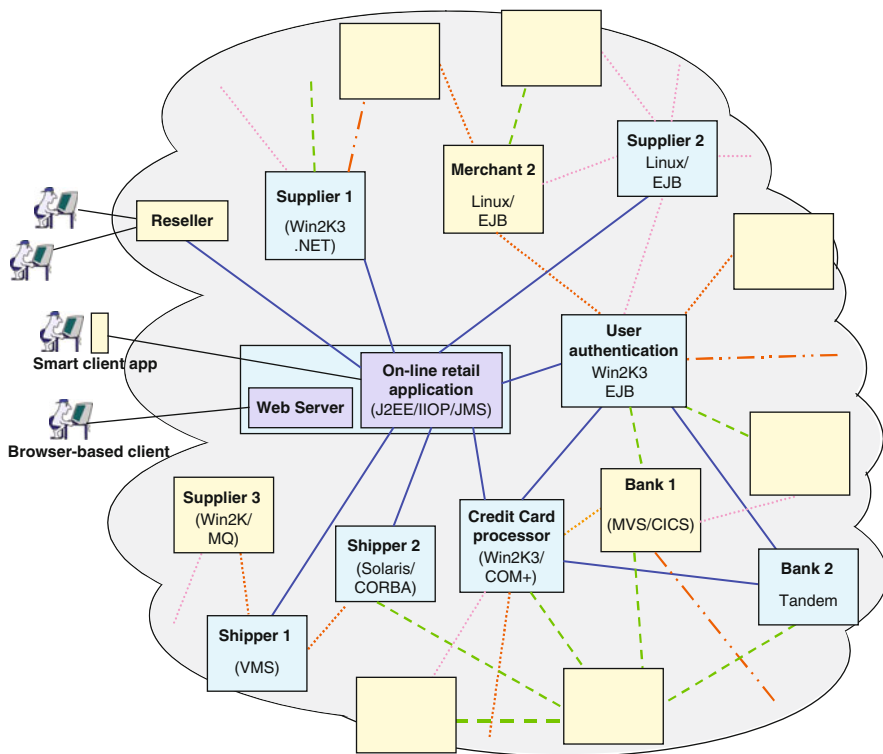 Supplier 1
(Win2K3
.NET)
Merchant 2
Linux/
EJB
Supplier 2
Linux/
EJB
Reseller
Smart client app
On-line retail
application
(J2EE/IIOP/JMS)
Web Server
Browser-based client
User
authentication
Win2K3
EJB
Supplier 3
(Win2K/
MQ)
Shipper 2
(Solaris/
CORBA)
Credit Card
processor
(Win2K3/
COM+)
Bank 1
(MVS/CICS)
Bank 2
Tandem
Shipper 1
(VMS)